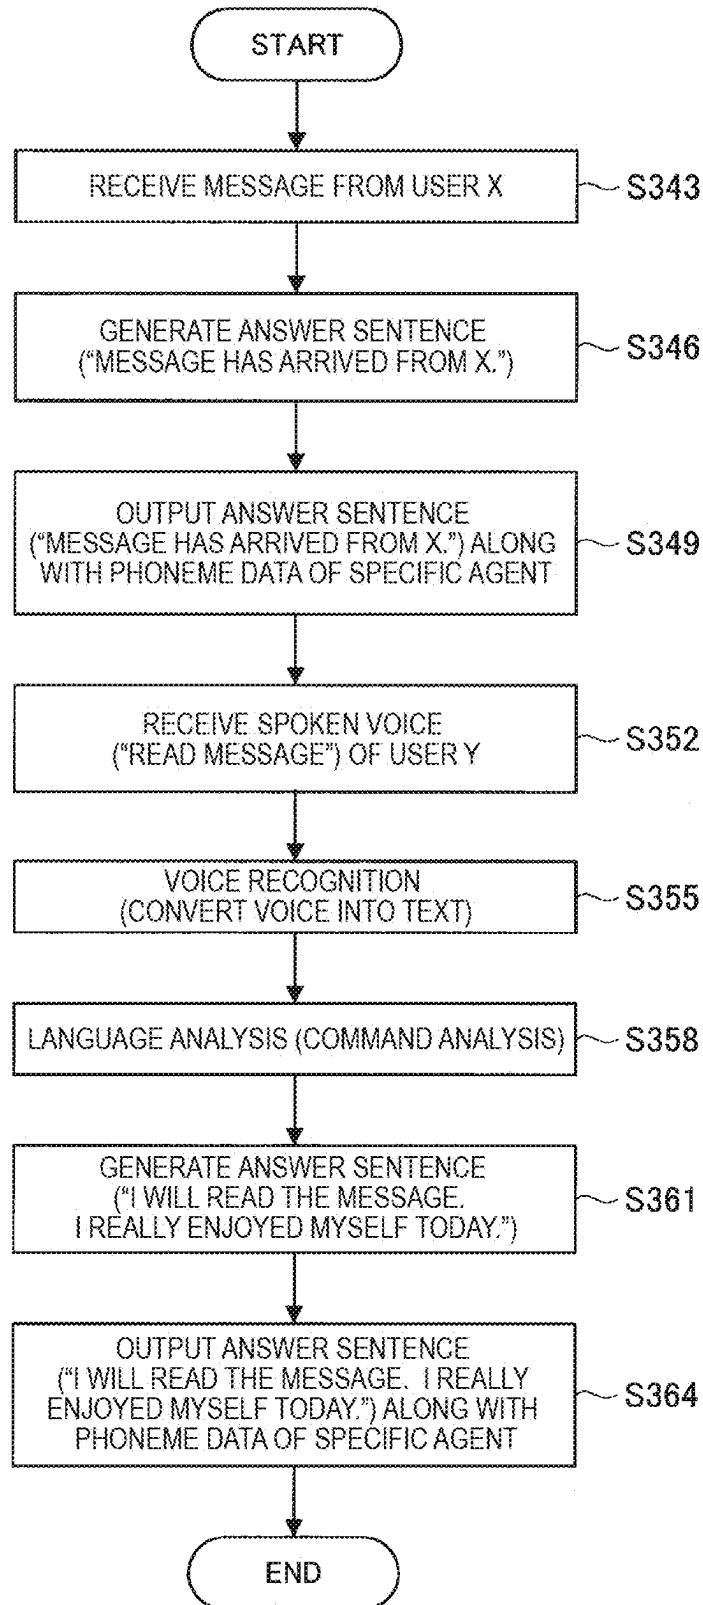 START
RECEIVE MESSAGE FROM USER X
S343
GENERATE ANSWER SENTENCE
(“MESSAGE HAS ARRIVED FROM X.”)
S346
OUTPUT ANSWER SENTENCE
(“MESSAGE HAS ARRIVED FROM X.”) ALONG
WITH PHONEME DATA OF SPECIFIC AGENT
S349
RECEIVE SPOKEN VOICE
(“READ MESSAGE”) OF USER Y
S352
VOICE RECOGNITION
(CONVERT VOICE INTO TEXT)
S355
LANGUAGE ANALYSIS (COMMAND ANALYSIS)
S358
GENERATE ANSWER SENTENCE
(“I WILL READ THE MESSAGE.
I REALLY ENJOYED MYSELF TODAY.”)
S361
OUTPUT ANSWER SENTENCE
(“I WILL READ THE MESSAGE. I REALLY
ENJOYED MYSELF TODAY.”) ALONG WITH
PHONEME DATA OF SPECIFIC AGENT
S364
END